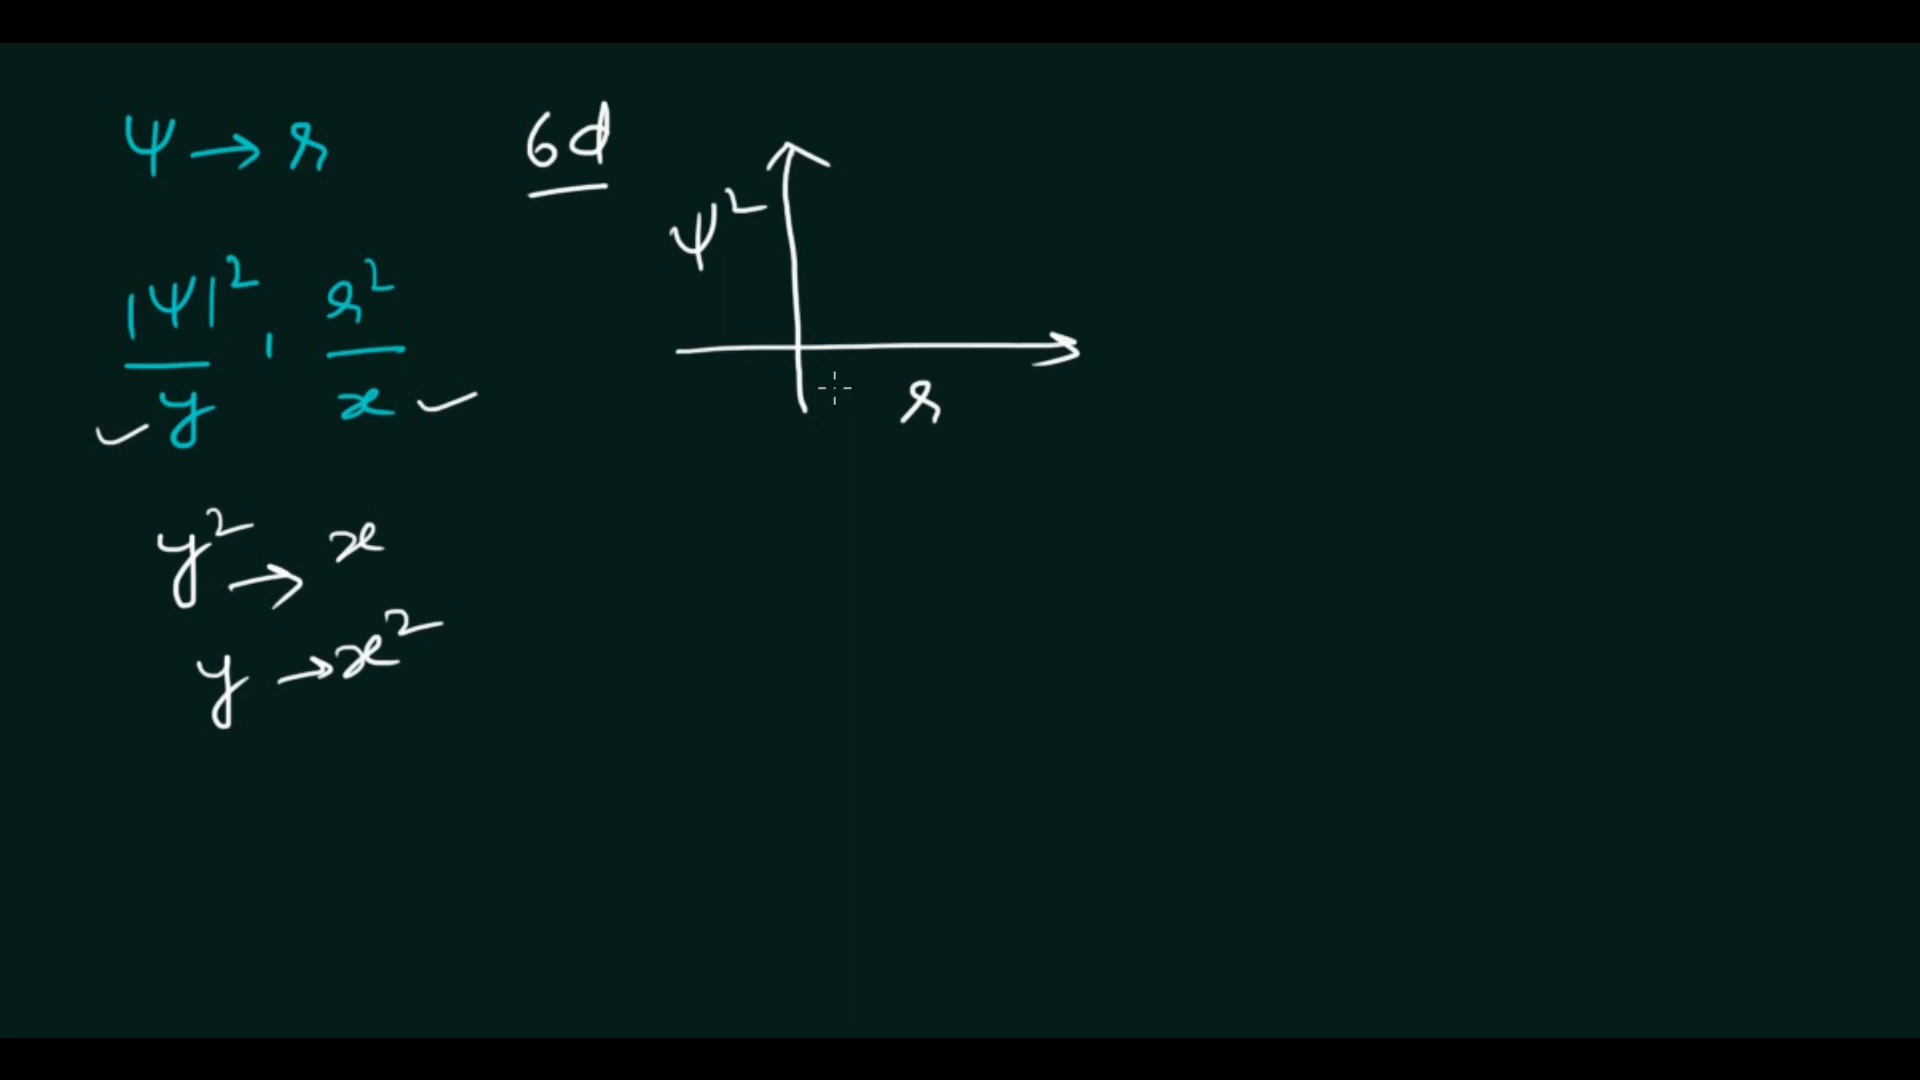 ψ → r
6d
ψ²
|ψ|² , r²
y x
r
y² → x
y → x²